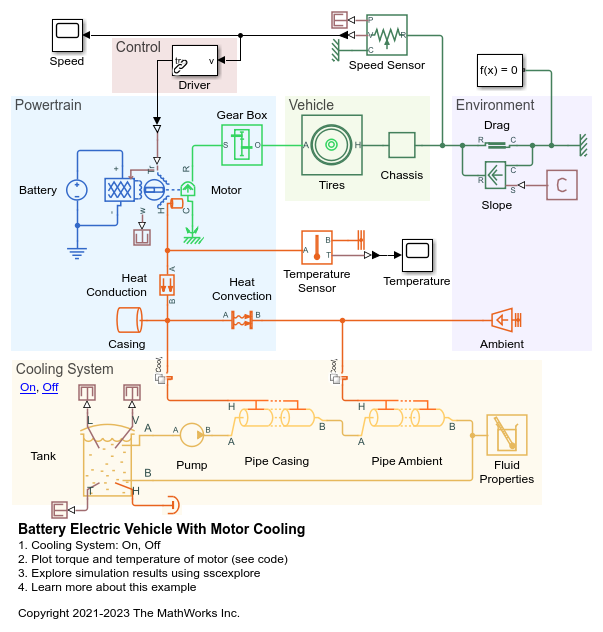 P
V
R
C
Speed
Speed Sensor
Control
tr
v
Driver
f(x) = 0
Powertrain
Gear Box
Vehicle
Environment
Drag
S
O
A
H
R
C
Tires
Chassis
Battery
+
-
Tr
R
Motor
w
H
C
R
C
S
C
Slope
A
B
T
Temperature
Sensor
Temperature
Heat
Conduction
A
B
Heat
Convection
A
B
Casing
Ambient
Cooling System
On, Off
Cool,
Cool,
L
V
H
H
A
A
B
B
B
A
A
Tank
Pump
Pipe Casing
Pipe Ambient
Fluid
Properties
B
T
H
Battery Electric Vehicle With Motor Cooling
1. Cooling System: On, Off
2. Plot torque and temperature of motor (see code)
3. Explore simulation results using sscexplore
4. Learn more about this example
Copyright 2021-2023 The MathWorks Inc.